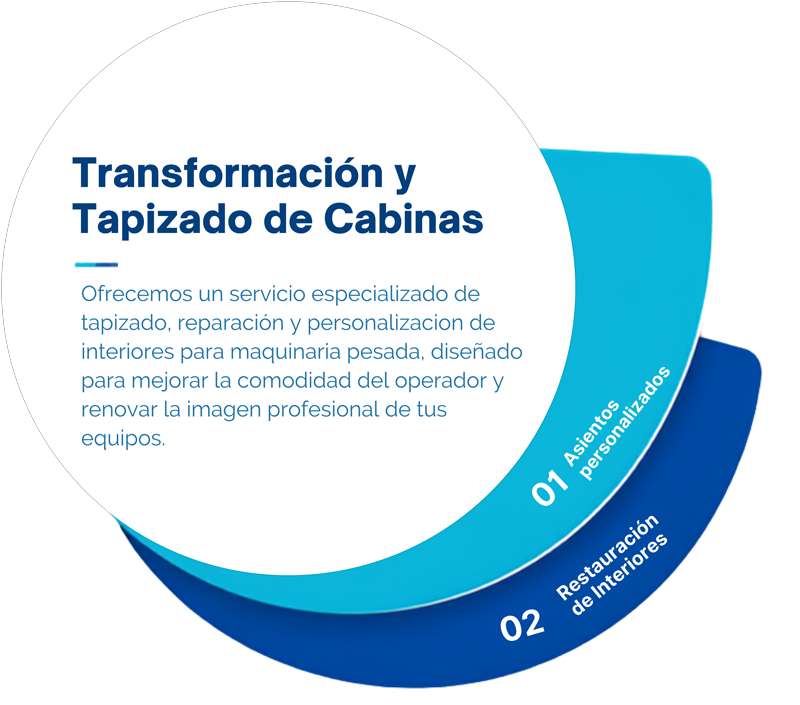 Transformación y
Tapizado de Cabinas
Ofrecemos un servicio especializado de
tapizado, reparación y personalizacion de
interiores para maquinaria pesada, diseñado
para mejorar la comodidad del operador y
renovar la imagen profesional de tus
equipos.
01 Asientos
personalizados
02 Restauración
de Interiores